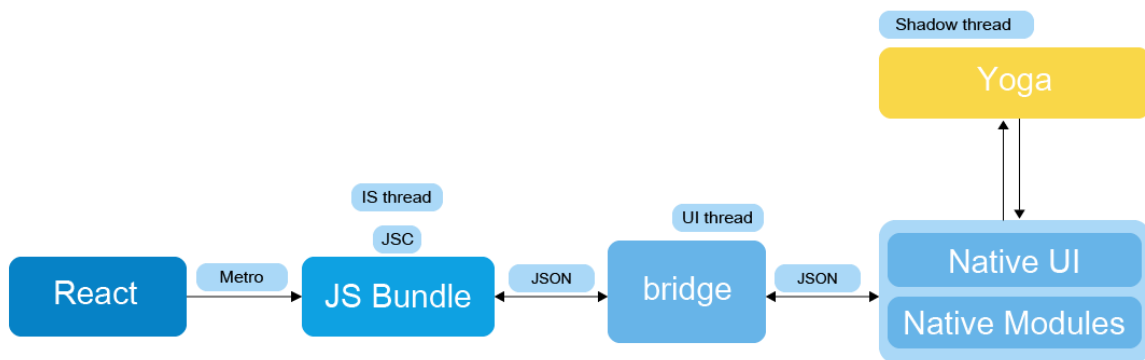 Shadow thread
Yoga
IS thread
UI thread
JSC
React
Metro
JS Bundle
JSON
bridge
JSON
Native UI
Native Modules